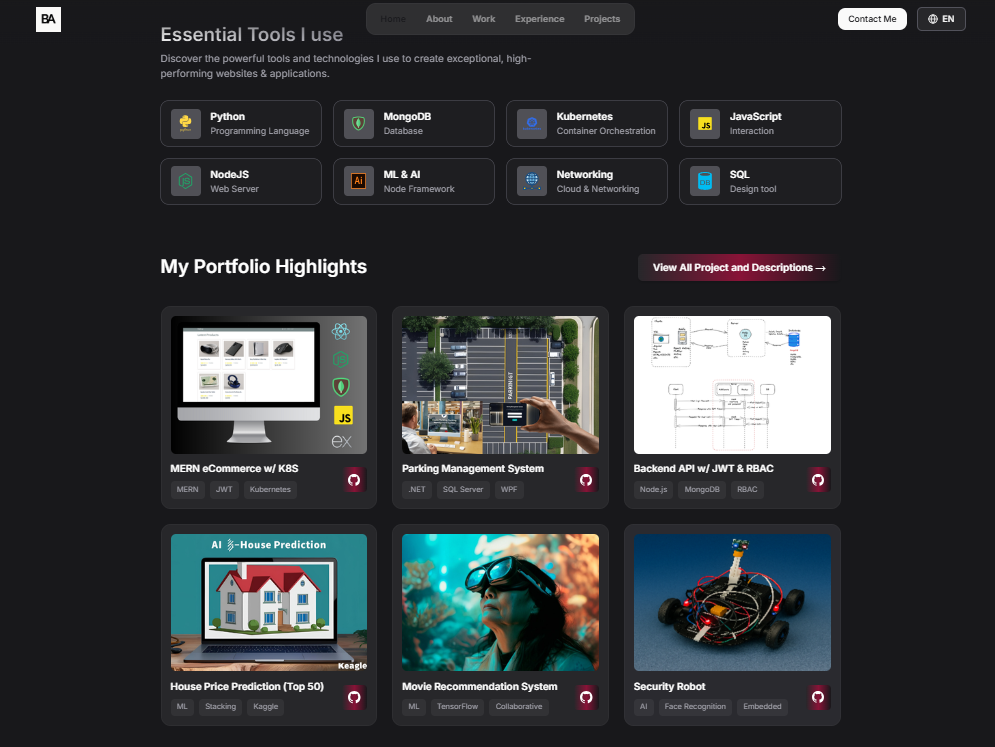 BA
Home About Work Experience Projects
Contact Me
EN
Essential Tools I use
Discover the powerful tools and technologies I use to create exceptional, high-
performing websites & applications.
Python
Programming Language
MongoDB
Database
Kubernetes
Container Orchestration
JavaScript
Interaction
NodeJS
Web Server
ML & AI
Node Framework
Networking
Cloud & Networking
SQL
Design tool
JS
Ai
My Portfolio Highlights
View All Project and Descriptions →
JS
ex
MERN eCommerce w/ K8S
MERN JWT Kubernetes
Parking Management System
.NET SQL Server WPF
Backend API w/ JWT & RBAC
Node.js MongoDB RBAC
AI -House Prediction
Keagle
House Price Prediction (Top 50)
ML Stacking Kaggle
Movie Recommendation System
ML TensorFlow Collaborative
Security Robot
AI Face Recognition Embedded